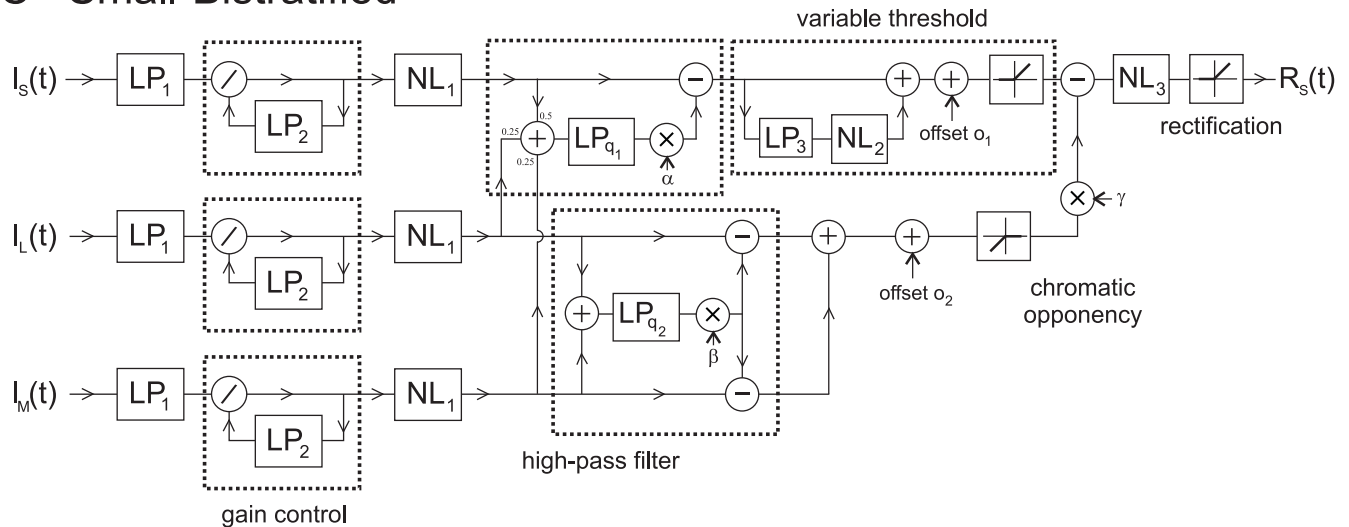 Small Bistratified
variable threshold
I_S(t) LP_1 / LP_2 NL_1 0.5 0.25 0.25 + LP_q_1 × α − LP_3 NL_2 + + offset o_1 − NL_3 R_S(t)
rectification
γ ×
I_L(t) LP_1 / LP_2 NL_1 − + + offset o_2
chromatic
opponency
+ LP_q_2 × β
I_M(t) LP_1 / LP_2 NL_1 −
high-pass filter
gain control